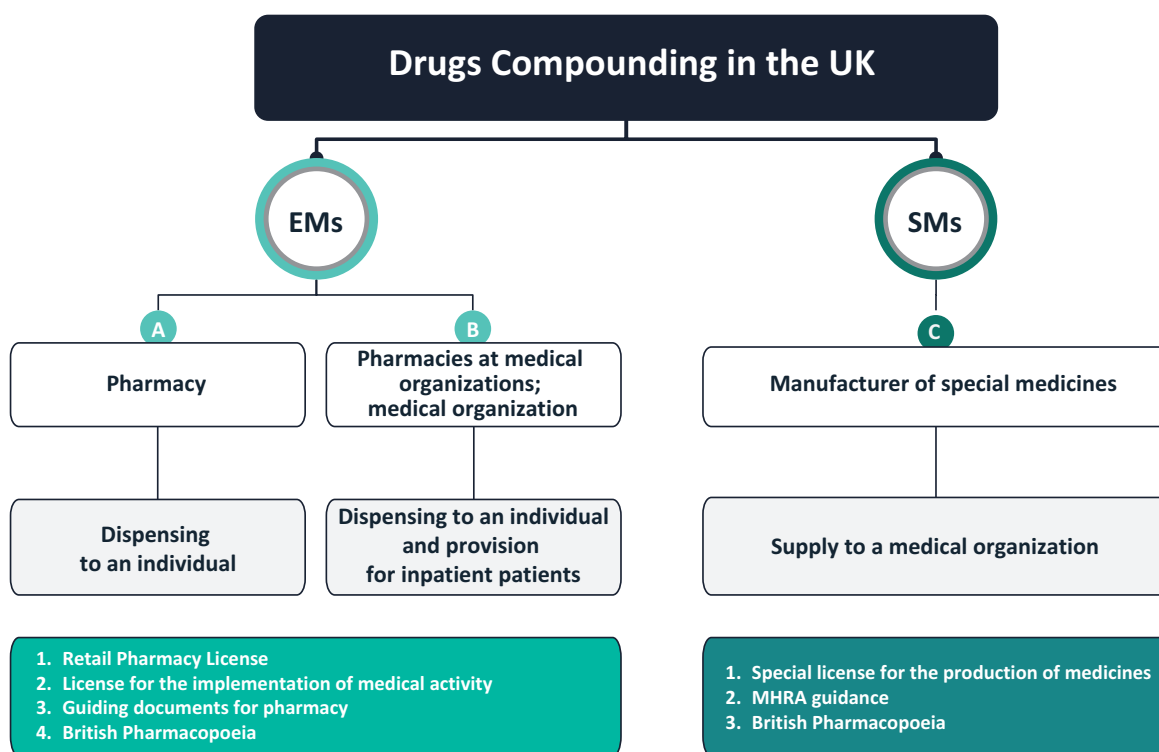 Drugs Compounding in the UK
EMs
SMs
A
B
C
Pharmacy
Pharmacies at medical
organizations;
medical organization
Manufacturer of special medicines
Dispensing
to an individual
Dispensing to an individual
and provision
for inpatient patients
Supply to a medical organization
1. Retail Pharmacy License
2. License for the implementation of medical activity
3. Guiding documents for pharmacy
4. British Pharmacopoeia
1. Special license for the production of medicines
2. MHRA guidance
3. British Pharmacopoeia